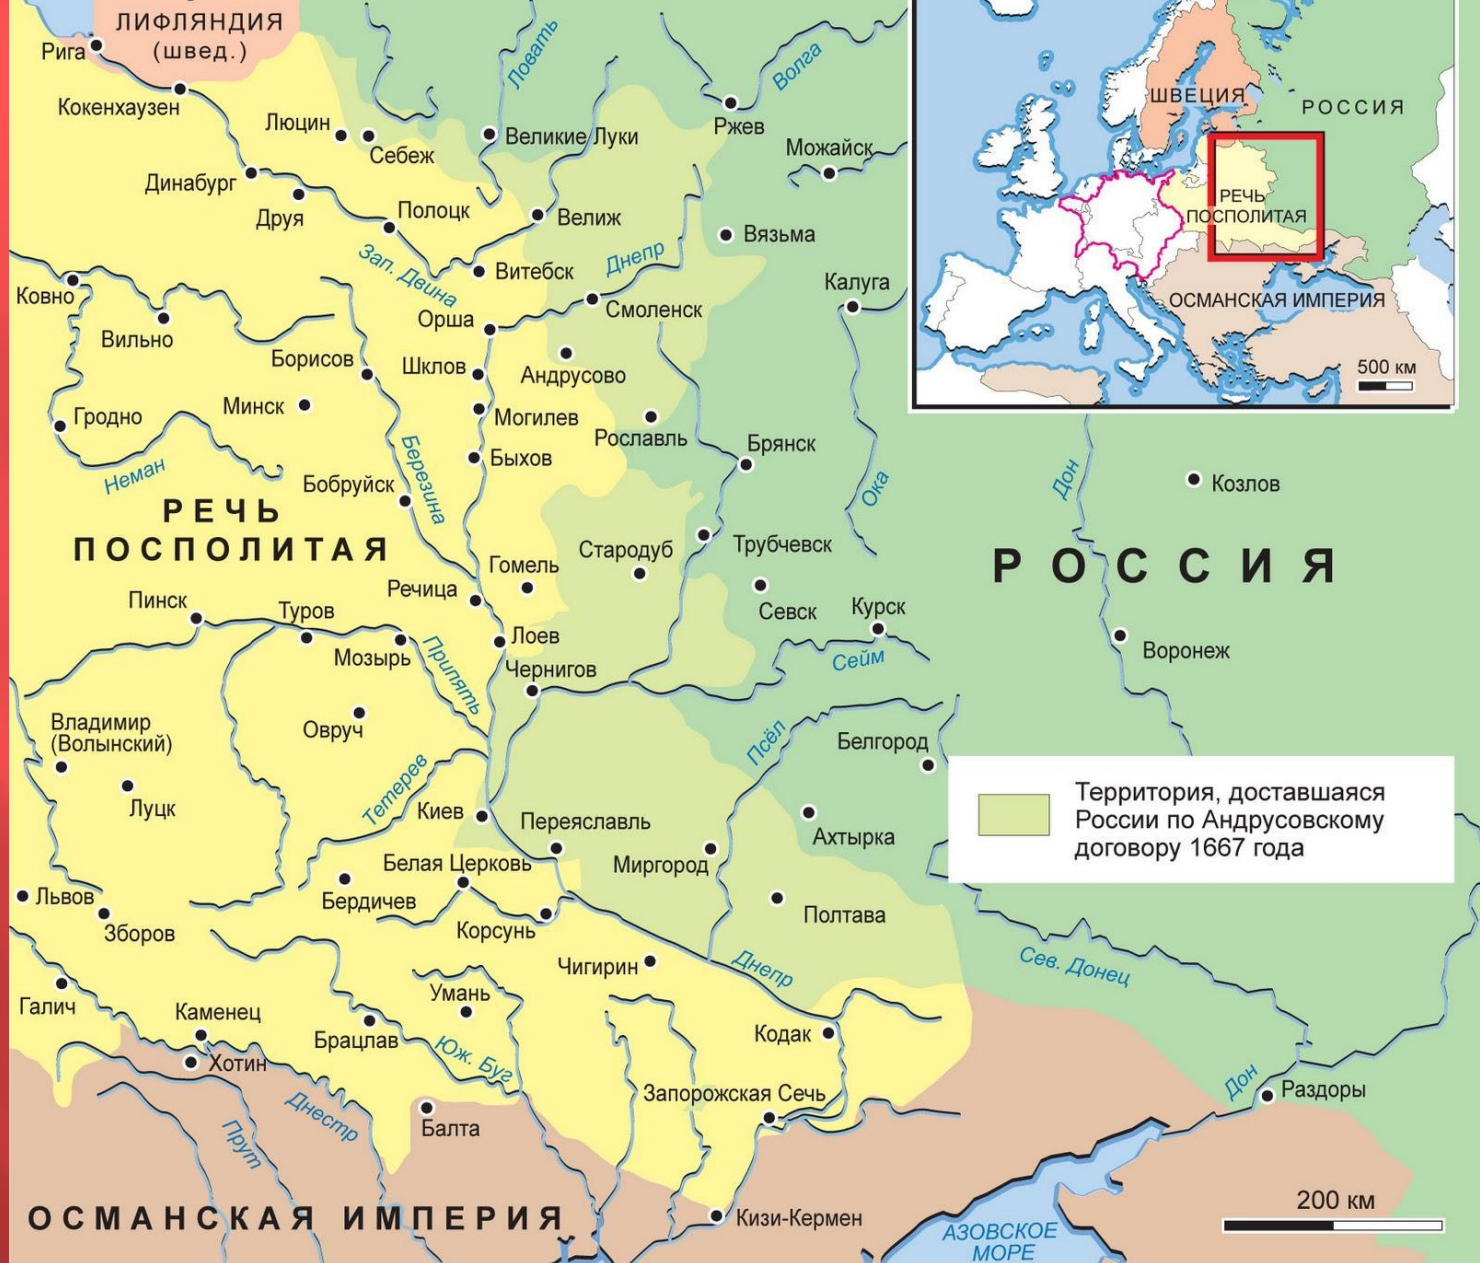 ЛИФЛЯНДИЯ
(швед.)
Рига
Кокенхаузен
Люцин
Себеж
Динабург
Друя
Полоцк
Зап. Двина
Ловать
Великие Луки
Велиж
Витебск
Днепр
Волга
Ржев
Можайск
Вязьма
Калуга
Ковно
Вильно
Борисов
Минск
Гродно
Неман
Орша
Смоленск
Шклов
Андрусово
Могилев
Рославль
Быхов
Березина
Бобруйск
Брянск
Ока
Дон
Козлов
РЕЧЬ
ПОСПОЛИТАЯ
РОССИЯ
Стародуб
Трубчевск
Гомель
Речица
Севск
Курск
Сейм
Воронеж
Пинск
Туров
Мозырь
Припять
Лоев
Чернигов
Владимир
(Волынский)
Овруч
Луцк
Тетерев
Киев
Переяславль
Псёл
Белгород
Ахтырка
Миргород
Белая Церковь
Бердичев
Корсунь
Полтава
Львов
Зборов
Чигирин
Днепр
Сев. Донец
Галич
Каменец
Хотин
Умань
Брацлав
Юж. Буг
Кодак
Запорожская Сечь
Балта
Днестр
Прут
Дон
Раздоры
ОСМАНСКАЯ ИМПЕРИЯ
Кизи-Кермен
АЗОВСКОЕ
МОРЕ
200 км
Территория, доставшаяся
России по Андрусовскому
договору 1667 года
ШВЕЦИЯ
РОССИЯ
РЕЧЬ
ПОСПОЛИТАЯ
ОСМАНСКАЯ ИМПЕРИЯ
500 км